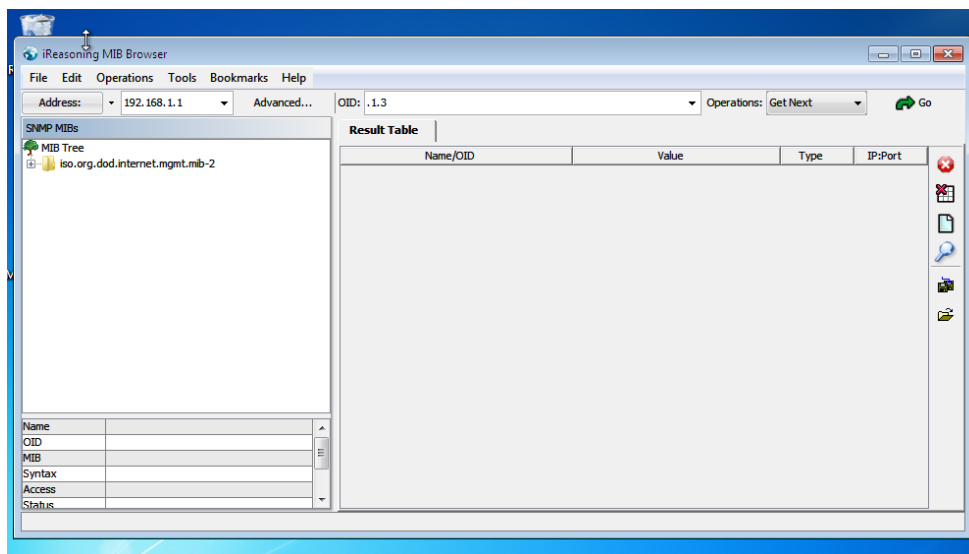 iReasoning MIB Browser
File Edit Operations Tools Bookmarks Help
Address: 192.168.1.1 Advanced... OID: .1.3 Operations: Get Next Go
SNMP MIBs
Result Table
MIB Tree
iso.org.dod.internet.mgmt.mib-2
Name/OID Value Type IP:Port
Name
OID
MIB
Syntax
Access
Status